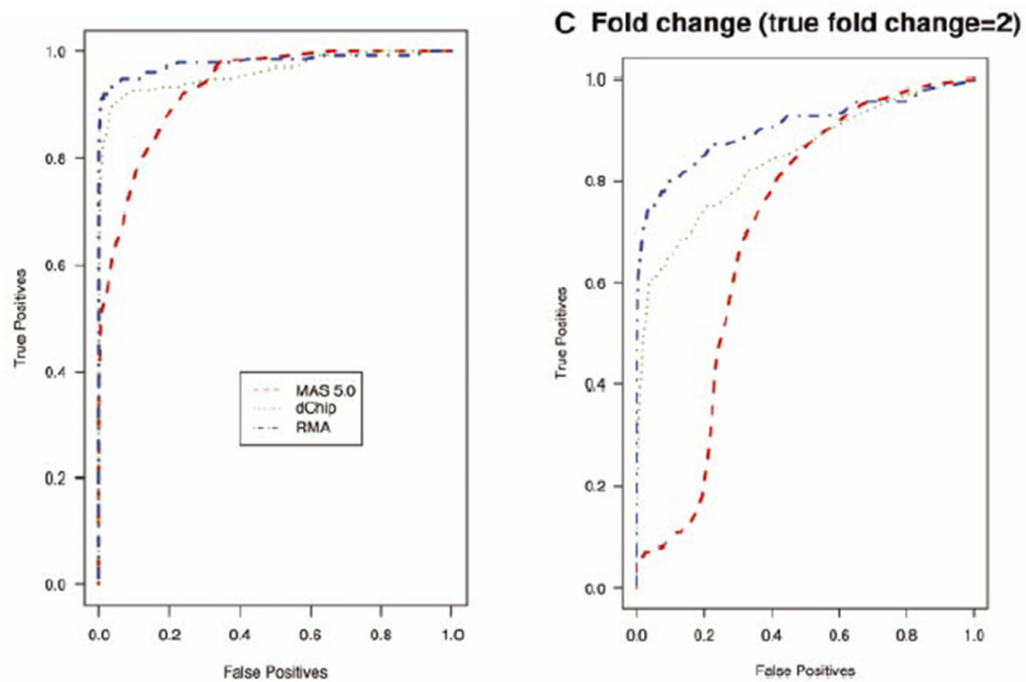 C Fold change (true fold change=2)
1.0
0.8
0.6
0.4
0.2
0.0
True Positives
MAS 5.0
dChip
RMA
0.0 0.2 0.4 0.6 0.8 1.0
False Positives
1.0
0.8
0.6
0.4
0.2
0.0
True Positives
0.0 0.2 0.4 0.6 0.8 1.0
False Positives